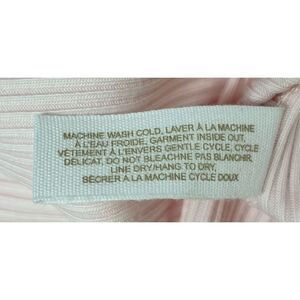 MACHINE WASH COLD, LAVER À LA MACHINE
À L'EAU FROIDE, GARMENT INSIDE OUT,
VÊTEMENT À L'ENVERS GENTLE CYCLE, CYCLE
DÉLICAT, DO NOT BLEACHNE PAS BLANCHIR,
LINE DRY/HANG TO DRY,
SÉCRER A LA MACHINE CYCLE DOUX